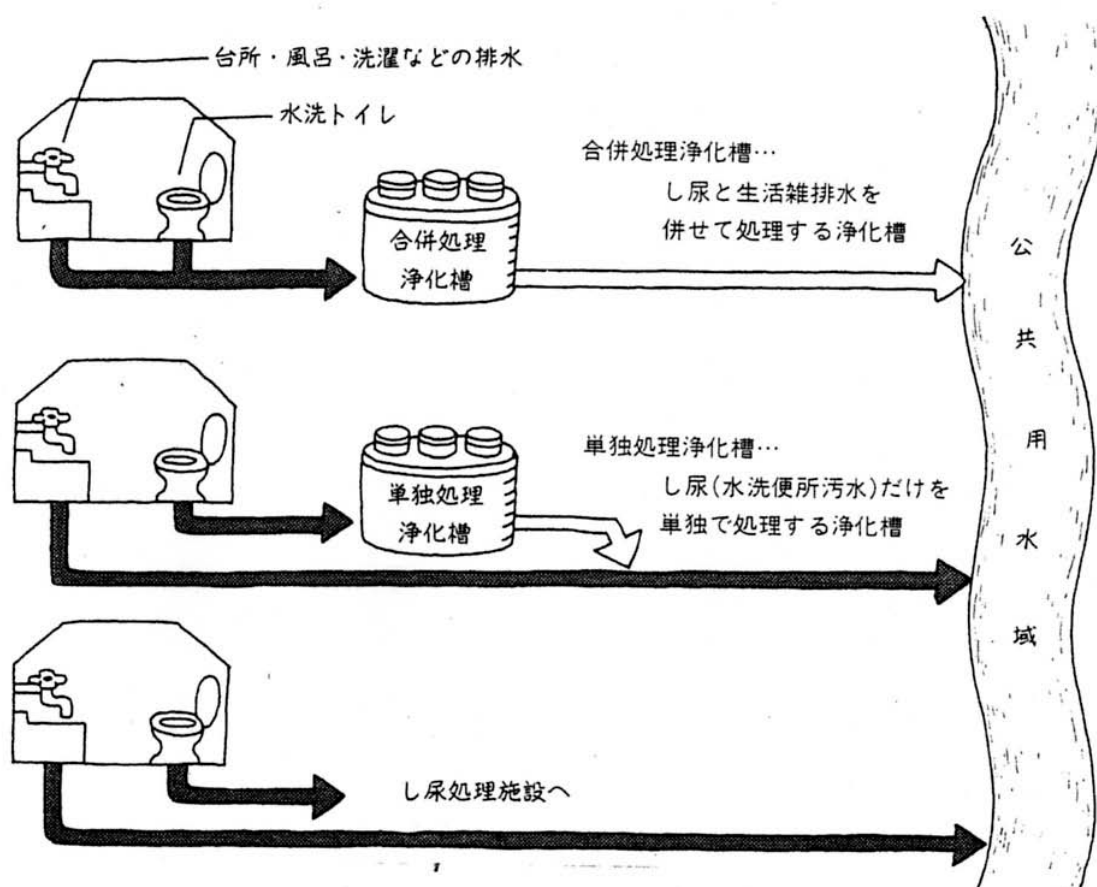 台所・風呂・洗濯などの排水
水洗トイレ
合併処理浄化槽…
し尿と生活雑排水を
併せて処理する浄化槽
合併処理
浄化槽
単独処理浄化槽…
し尿(水洗便所汚水)だけを
単独で処理する浄化槽
単独処理
浄化槽
し尿処理施設へ
公共用水域